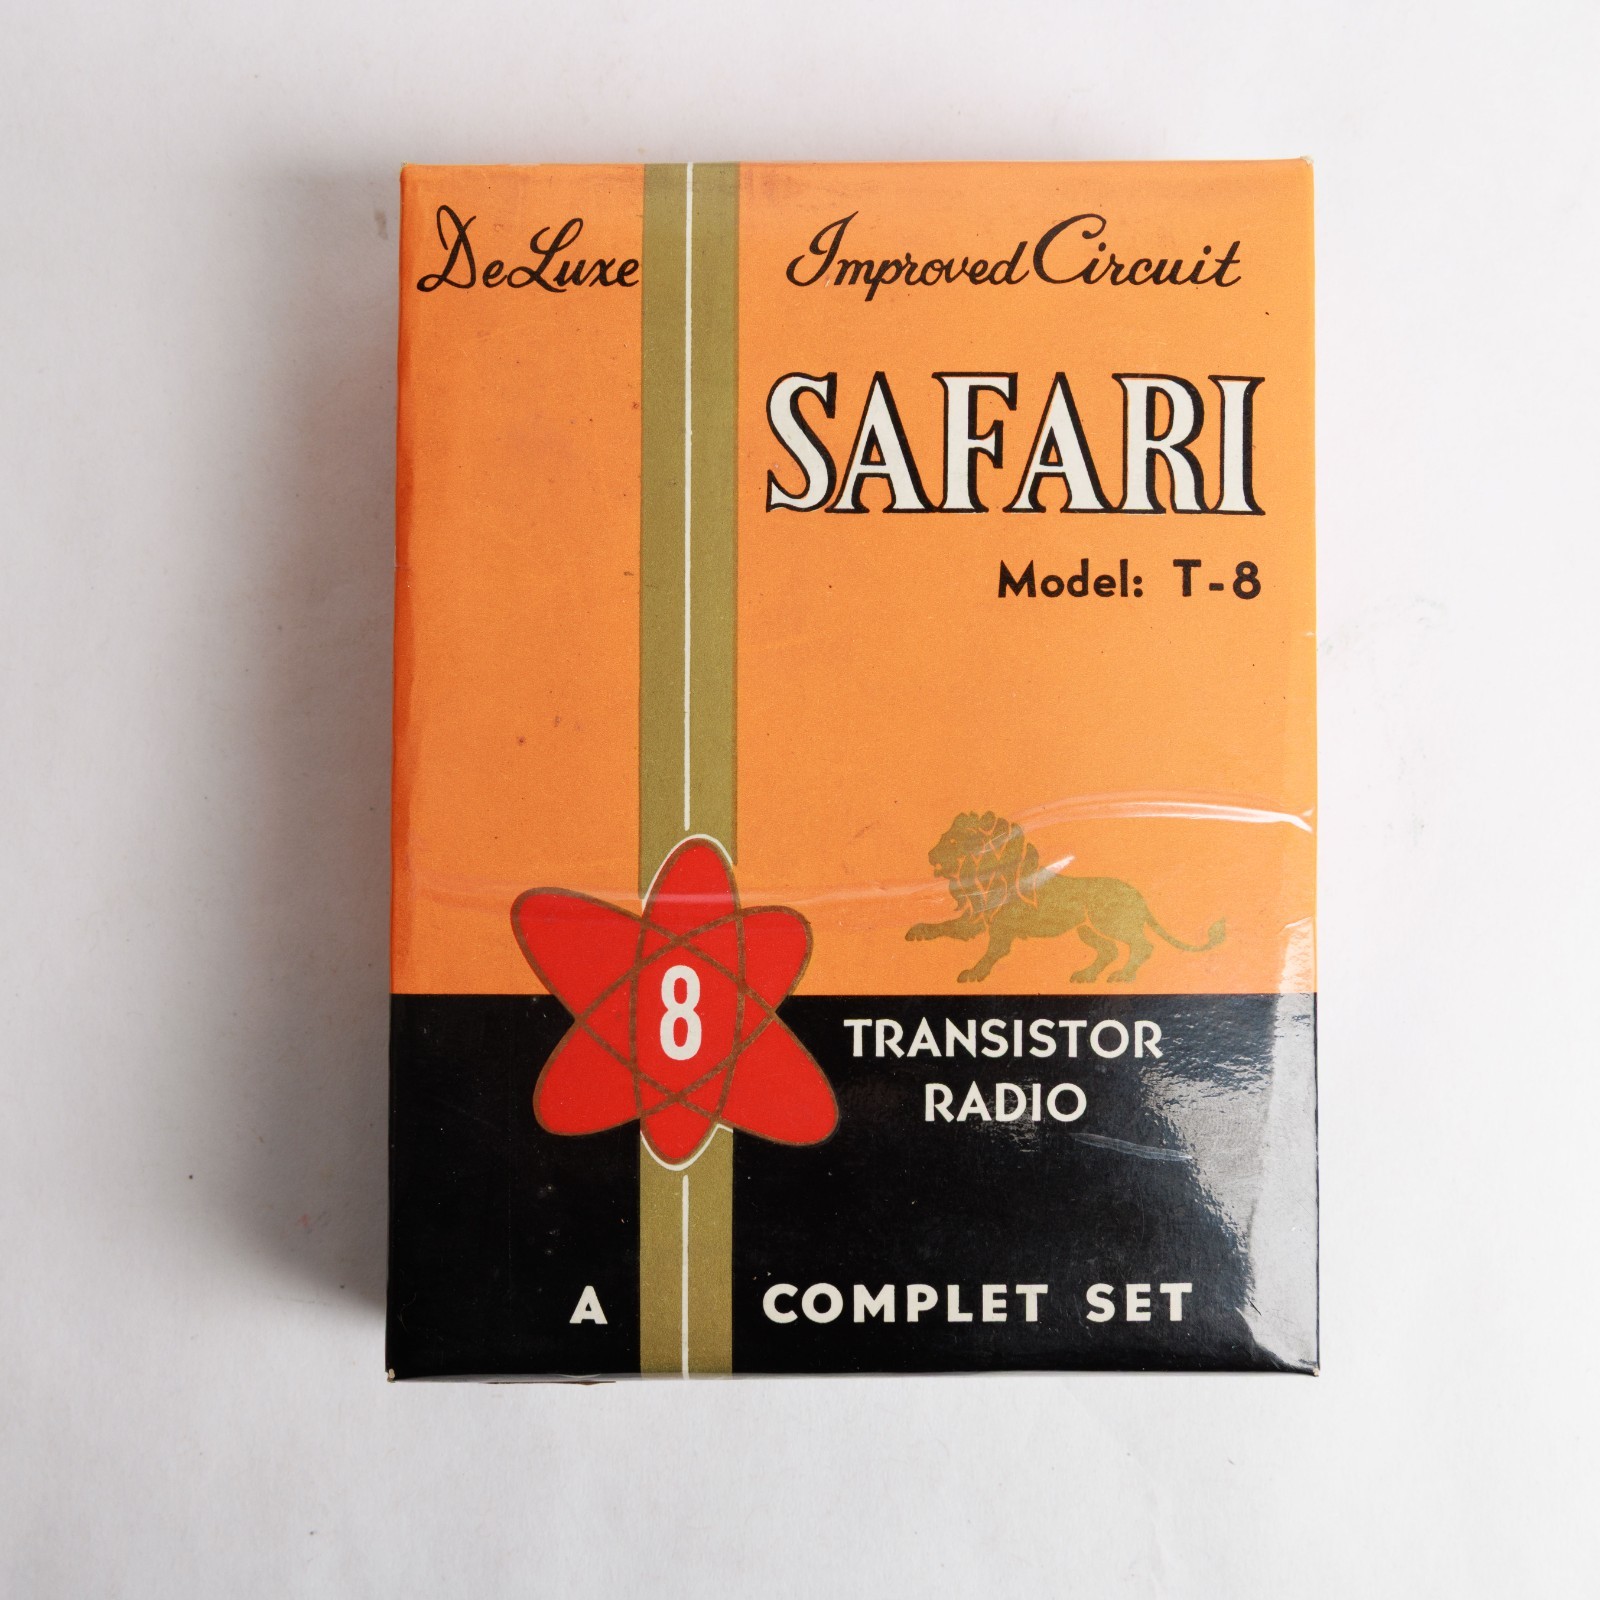 DeLuxe Improved Circuit
SAFARI
Model: T-8
8
TRANSISTOR
RADIO
A COMPLET SET